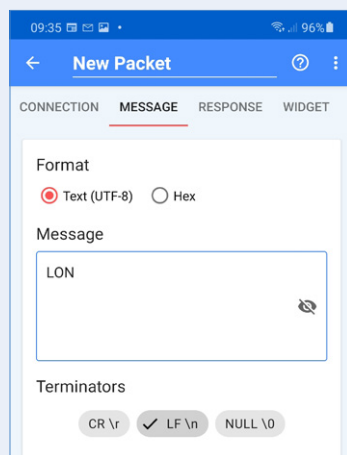 09:35 96%
New Packet
CONNECTION MESSAGE RESPONSE WIDGET
Format
Text (UTF-8) Hex
Message
LON
Terminators
CR \r LF \n NULL \0